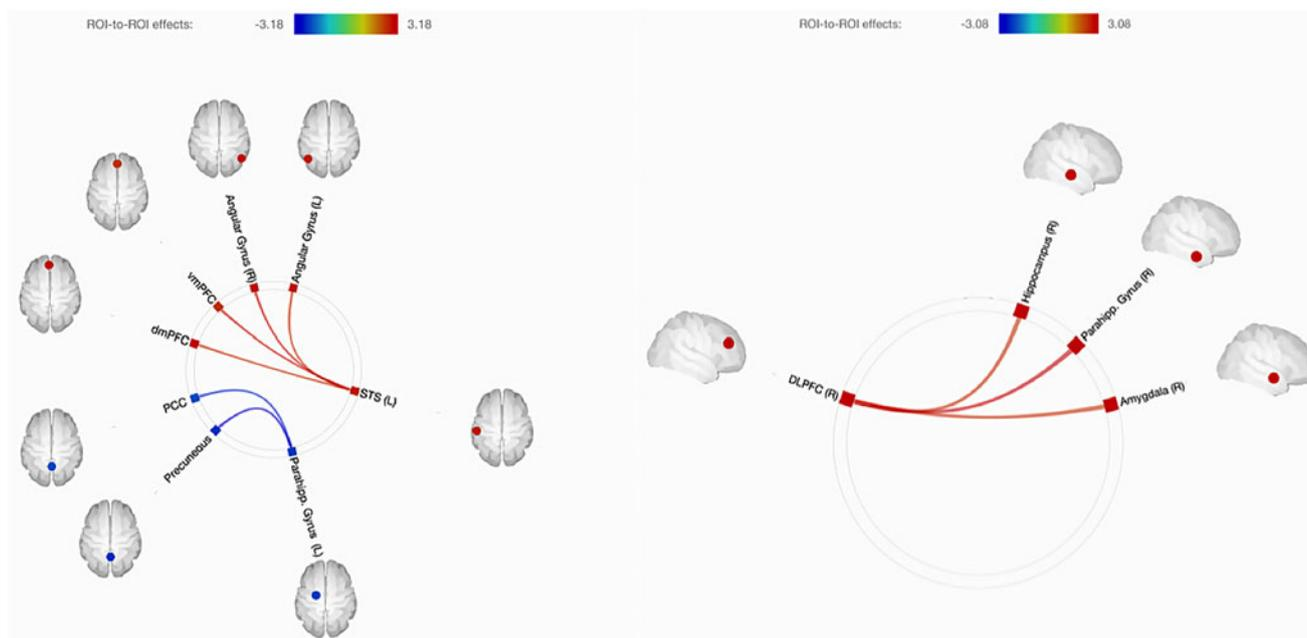 ROI-to-ROI effects: -3.18 3.18
ROI-to-ROI effects: -3.08 3.08
Angular Gyrus (R)
Angular Gyrus (L)
vmPFC
dmPFC
STS (L)
PCC
Precuneous
Parahipp. Gyrus (L)
Hippocampus (R)
Parahipp. Gyrus (R)
DLPFC (R)
Amygdala (R)